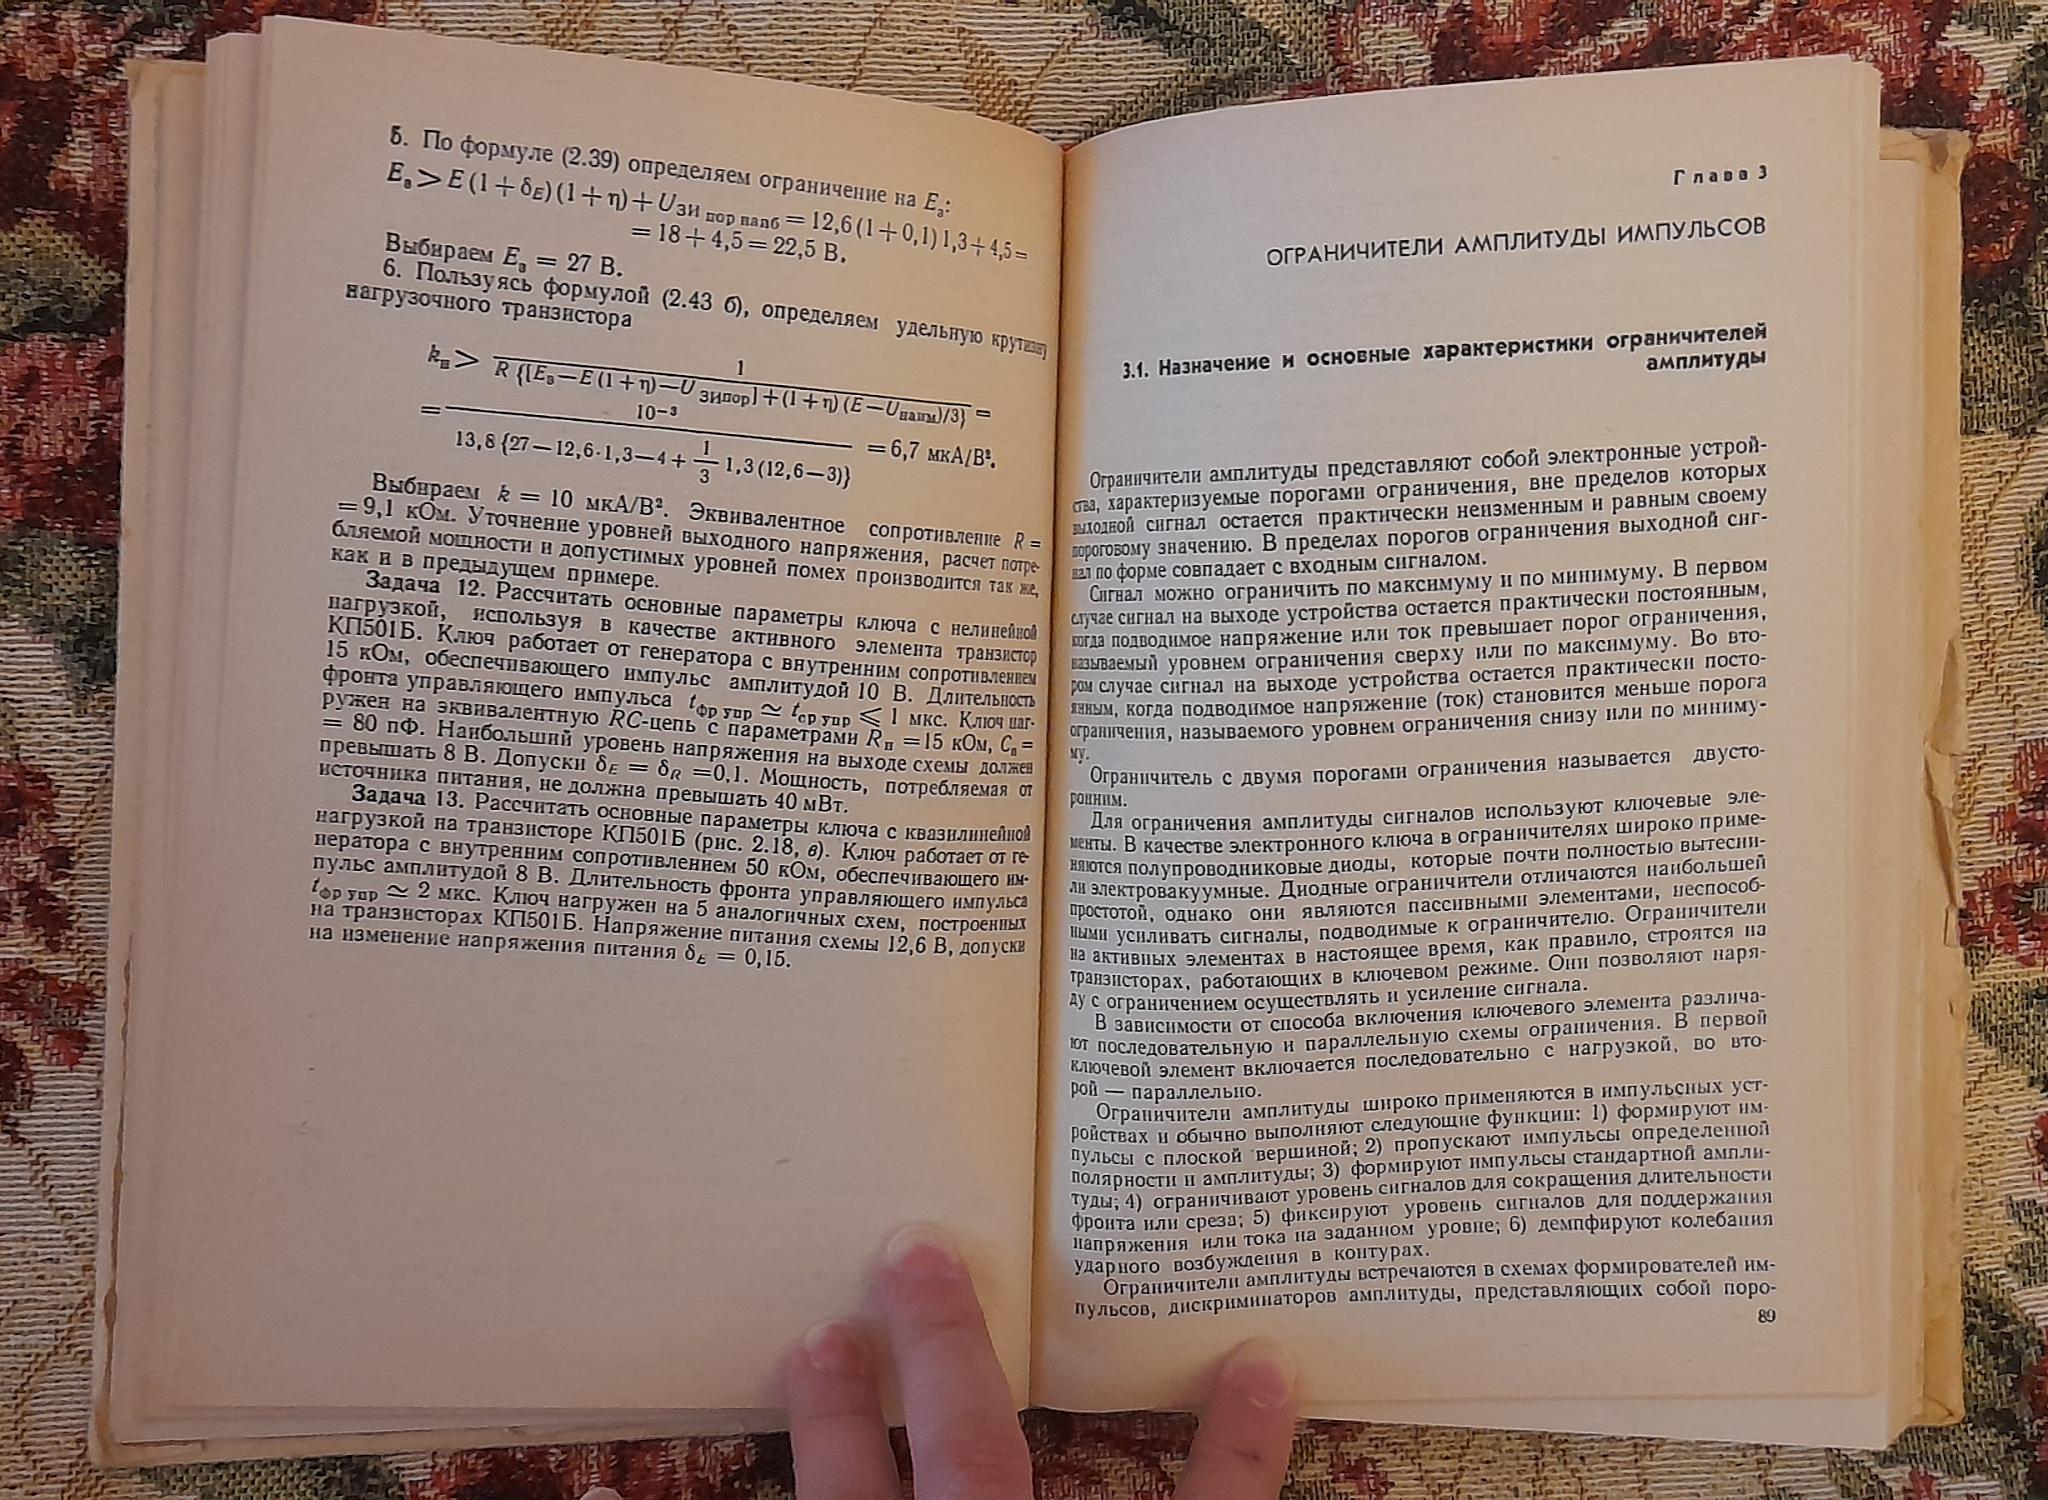 5. По формуле (2.39) определяем ограничение на Eз:
Eз > E (1 + δE) (1 + η) + UЗИ пор наиб = 12,6 (1 + 0,1) 1,3 + 4,5 =
= 18 + 4,5 = 22,5 В.
Выбираем Eз = 27 В.
6. Пользуясь формулой (2.43 б), определяем удельную крутизну
нагрузочного транзистора
kн > 1 / R {[Eз — E (1 + η) — U ЗИпор] + (1 + η) (E — Uнаим)/3} =
= 10⁻³ / 13,8 {27 — 12,6·1,3 — 4 + 1/3 1,3 (12,6 — 3)} = 6,7 мкА/В².
Выбираем k = 10 мкА/В². Эквивалентное сопротивление R =
= 9,1 кОм. Уточнение уровней выходного напряжения, расчет потре-
бляемой мощности и допустимых уровней помех производится так же,
как и в предыдущем примере.
Задача 12. Рассчитать основные параметры ключа с нелинейной
нагрузкой, используя в качестве активного элемента транзистор
КП501Б. Ключ работает от генератора с внутренним сопротивлением
15 кОм, обеспечивающего импульс амплитудой 10 В. Длительность
фронта управляющего импульса tфр упр ≃ tср упр ⩽ 1 мкс. Ключ наг-
ружен на эквивалентную RC-цепь с параметрами Rн = 15 кОм, Cн =
= 80 пФ. Наибольший уровень напряжения на выходе схемы должен
превышать 8 В. Допуски δE = δR =0,1. Мощность, потребляемая от
источника питания, не должна превышать 40 мВт.
Задача 13. Рассчитать основные параметры ключа с квазилинейной
нагрузкой на транзисторе КП501Б (рис. 2.18, в). Ключ работает от ге-
нератора с внутренним сопротивлением 50 кОм, обеспечивающего им-
пульс амплитудой 8 В. Длительность фронта управляющего импульса
tфр упр ≃ 2 мкс. Ключ нагружен на 5 аналогичных схем, построенных
на транзисторах КП501Б. Напряжение питания схемы 12,6 В, допуски
на изменение напряжения питания δE = 0,15.
Глава 3
ОГРАНИЧИТЕЛИ АМПЛИТУДЫ ИМПУЛЬСОВ
3.1. Назначение и основные характеристики ограничителей
амплитуды
Ограничители амплитуды представляют собой электронные устрой-
ства, характеризуемые порогами ограничения, вне пределов которых
выходной сигнал остается практически неизменным и равным своему
пороговому значению. В пределах порогов ограничения выходной сиг-
нал по форме совпадает с входным сигналом.
Сигнал можно ограничить по максимуму и по минимуму. В первом
случае сигнал на выходе устройства остается практически постоянным,
когда подводимое напряжение или ток превышает порог ограничения,
называемый уровнем ограничения сверху или по максимуму. Во вто-
ром случае сигнал на выходе устройства остается практически посто-
янным, когда подводимое напряжение (ток) становится меньше порога
ограничения, называемого уровнем ограничения снизу или по миниму-
му.
Ограничитель с двумя порогами ограничения называется двусто-
ронним.
Для ограничения амплитуды сигналов используют ключевые эле-
менты. В качестве электронного ключа в ограничителях широко приме-
няются полупроводниковые диоды, которые почти полностью вытесни-
ли электровакуумные. Диодные ограничители отличаются наибольшей
простотой, однако они являются пассивными элементами, неспособ-
ными усиливать сигналы, подводимые к ограничителю. Ограничители
на активных элементах в настоящее время, как правило, строятся на
транзисторах, работающих в ключевом режиме. Они позволяют наря-
ду с ограничением осуществлять и усиление сигнала.
В зависимости от способа включения ключевого элемента различа-
ют последовательную и параллельную схемы ограничения. В первой
ключевой элемент включается последовательно с нагрузкой, во вто-
рой — параллельно.
Ограничители амплитуды широко применяются в импульсных уст-
ройствах и обычно выполняют следующие функции: 1) формируют им-
пульсы с плоской вершиной; 2) пропускают импульсы определенной
полярности и амплитуды; 3) формируют импульсы стандартной ампли-
туды; 4) ограничивают уровень сигналов для сокращения длительности
фронта или среза; 5) фиксируют уровень сигналов для поддержания
напряжения или тока на заданном уровне; 6) демпфируют колебания
ударного возбуждения в контурах.
Ограничители амплитуды встречаются в схемах формирователей им-
пульсов, дискриминаторов амплитуды, представляющих собой поро-
89